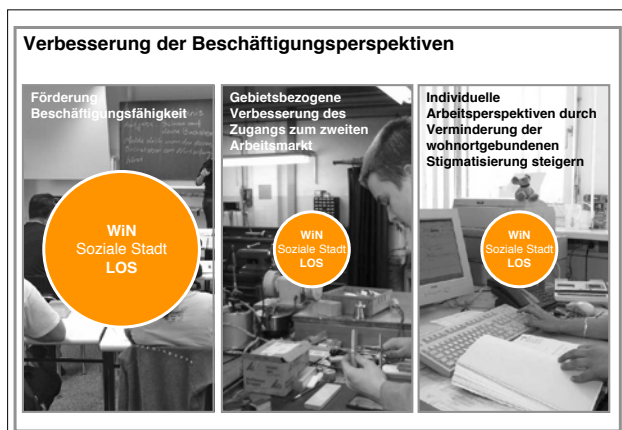 Verbesserung der Beschäftigungsperspektiven
Förderung
Beschäftigungsfähigkeit
WiN
Soziale Stadt
LOS
Gebietsbezogene
Verbesserung des
Zugangs zum zweiten
Arbeitsmarkt
WiN
Soziale Stadt
LOS
Individuelle
Arbeitsperspektiven durch
Verminderung der
wohnortgebundenen
Stigmatisierung steigern
WiN
Soziale Stadt
LOS